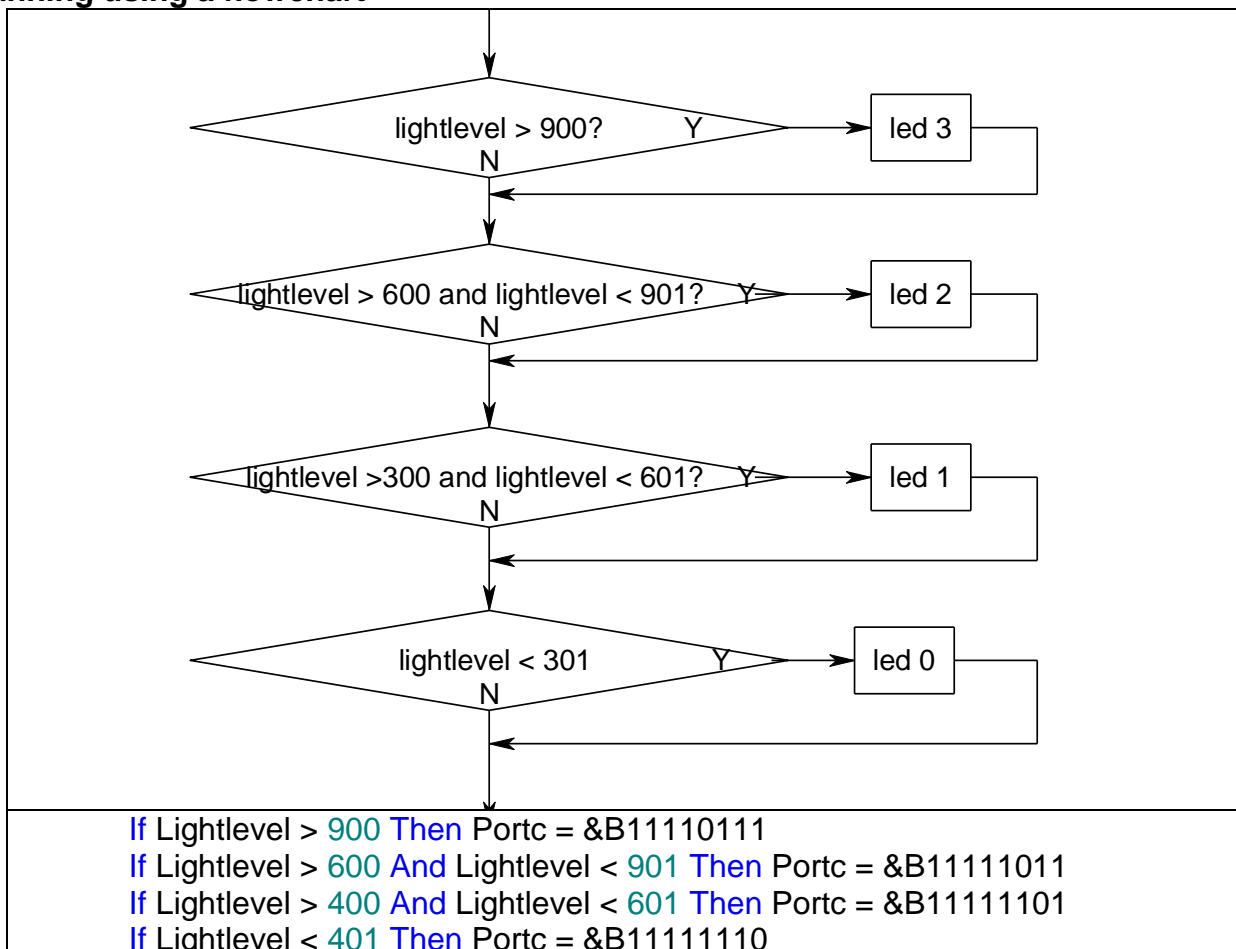 using a flowchart
lightlevel > 900? Y
led 3
N
lightlevel > 600 and lightlevel < 901? Y
led 2
N
lightlevel >300 and lightlevel < 601? Y
led 1
N
lightlevel < 301 Y
led 0
N
If Lightlevel > 900 Then Portc = &B11110111
If Lightlevel > 600 And Lightlevel < 901 Then Portc = &B11111011
If Lightlevel > 400 And Lightlevel < 601 Then Portc = &B11111101
If Lightlevel < 401 Then Portc = &B11111110